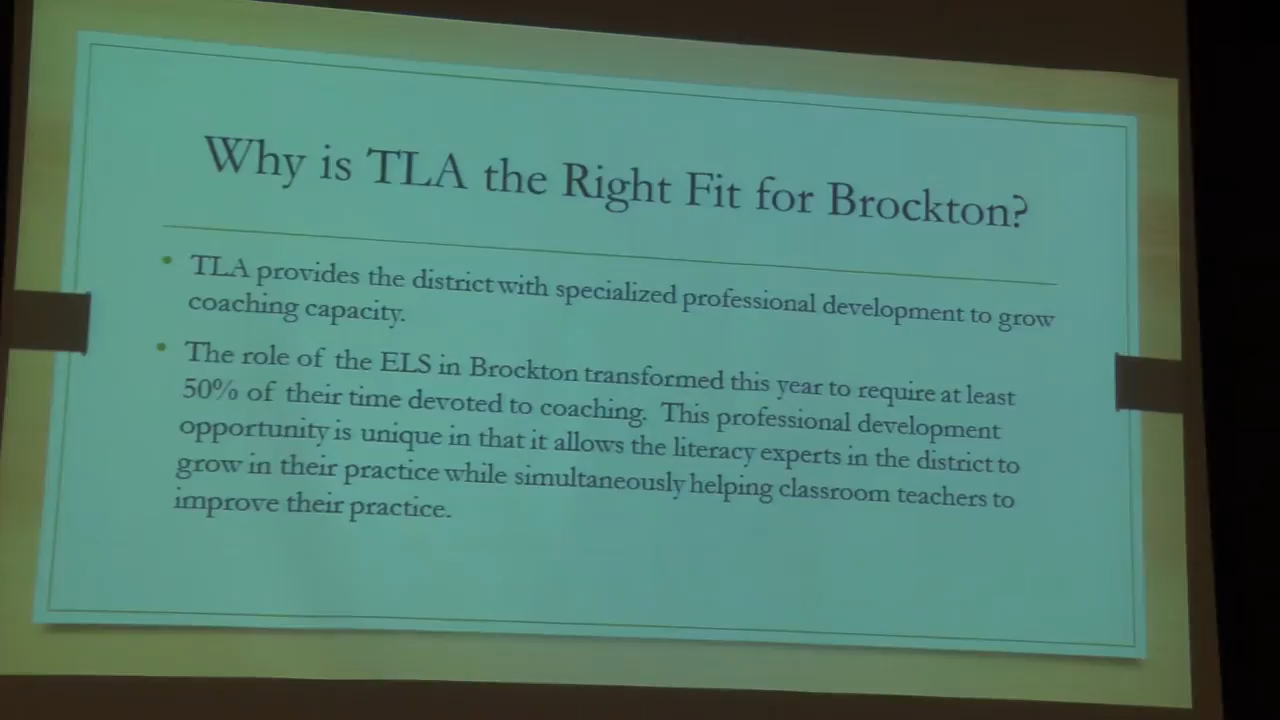 Why is TLA the Right Fit for Brockton?
• TLA provides the district with specialized professional development to grow
coaching capacity.
• The role of the ELS in Brockton transformed this year to require at least
50% of their time devoted to coaching. This professional development
opportunity is unique in that it allows the literacy experts in the district to
grow in their practice while simultaneously helping classroom teachers to
improve their practice.